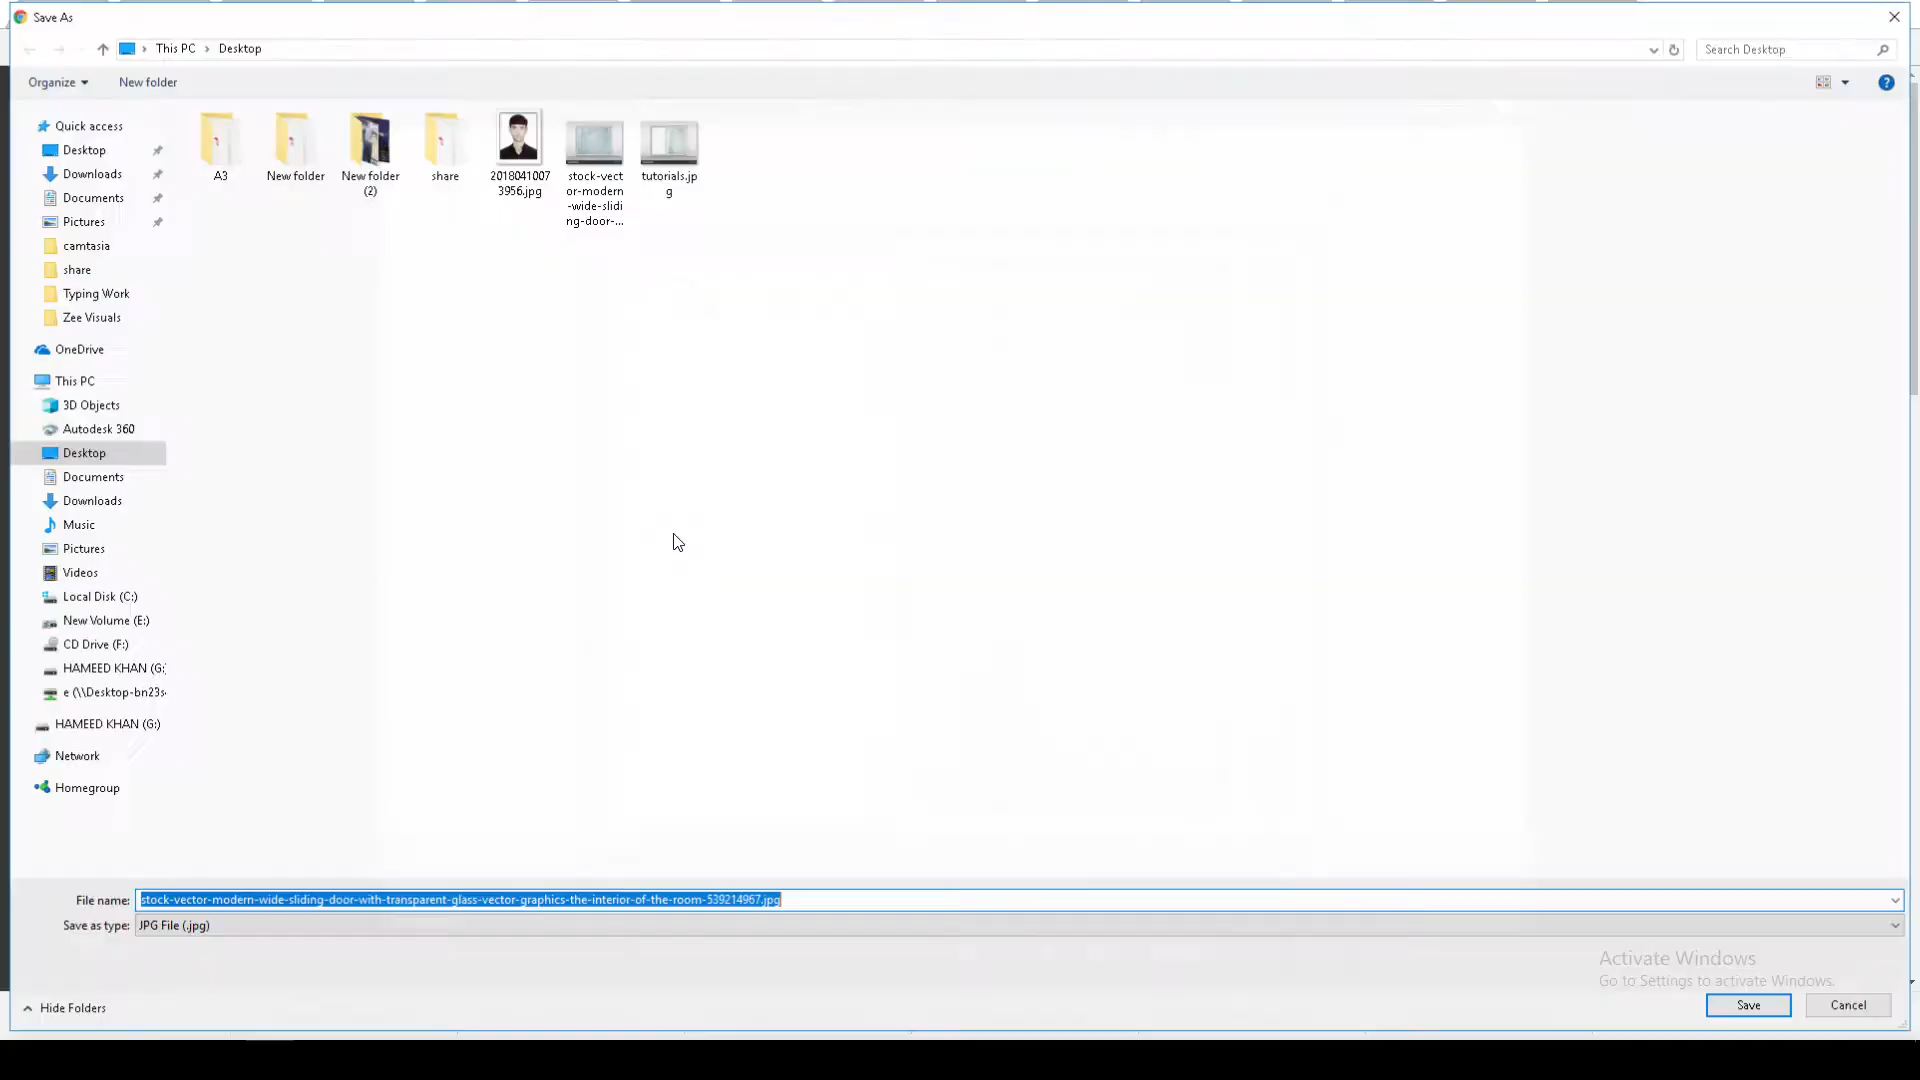 Save As
This PC
Desktop
Search Desktop
Organize
New folder
Quick access
Desktop
Downloads
Documents
Pictures
camtasia
share
Typing Work
Zee Visuals
OneDrive
This PC
3D Objects
Autodesk 360
Desktop
Documents
Downloads
Music
Pictures
Videos
Local Disk (C:)
New Volume (E:)
CD Drive (F:)
HAMEED KHAN (G:
e (\\Desktop-bn23s
HAMEED KHAN (G:)
Network
Homegroup
A3
New folder
New folder
(2)
share
2018041007
3956.jpg
stock-vect
or-modern
-wide-slidi
ng-door-...
tutorials.jp
g
File name: stock-vector-modern-wide-sliding-door-with-transparent-glass-vector-graphics-the-interior-of-the-room-539214967.jpg
Save as type: JPG File (.jpg)
Activate Windows
Go to Settings to activate Windows.
Hide Folders
Save
Cancel